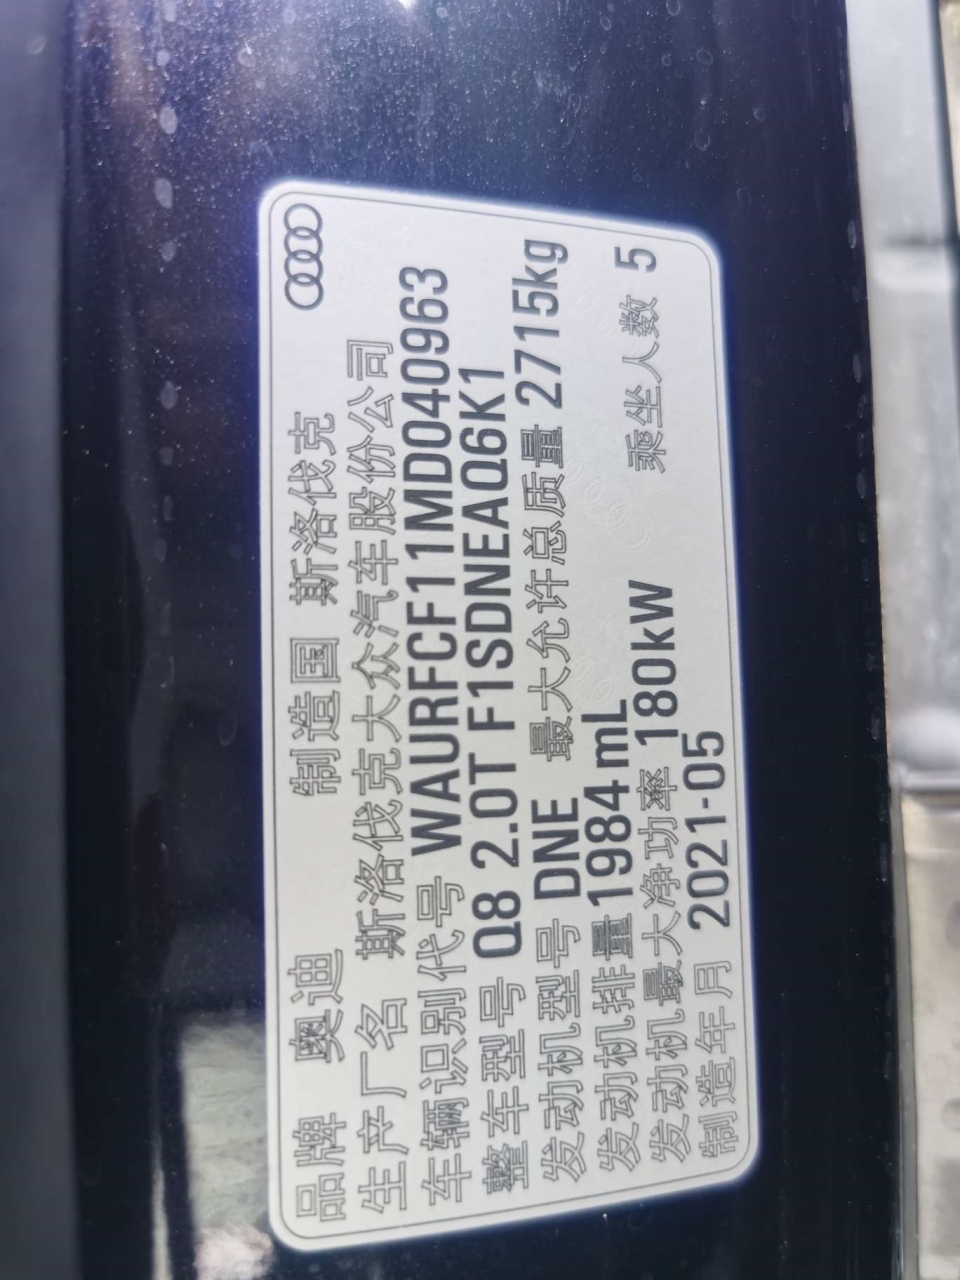 品牌 奥迪 制造国 斯洛伐克
生产厂名 斯洛伐克大众汽车股份公司
车辆识别代号 WAURFCF11MD040963
整车型号 Q8 2.0T F1SDNEAQ6K1
发动机型号 DNE 最大允许总质量 2715kg
发动机排量 1984mL
发动机最大净功率 180kW 乘坐人数 5
制造年月 2021-05